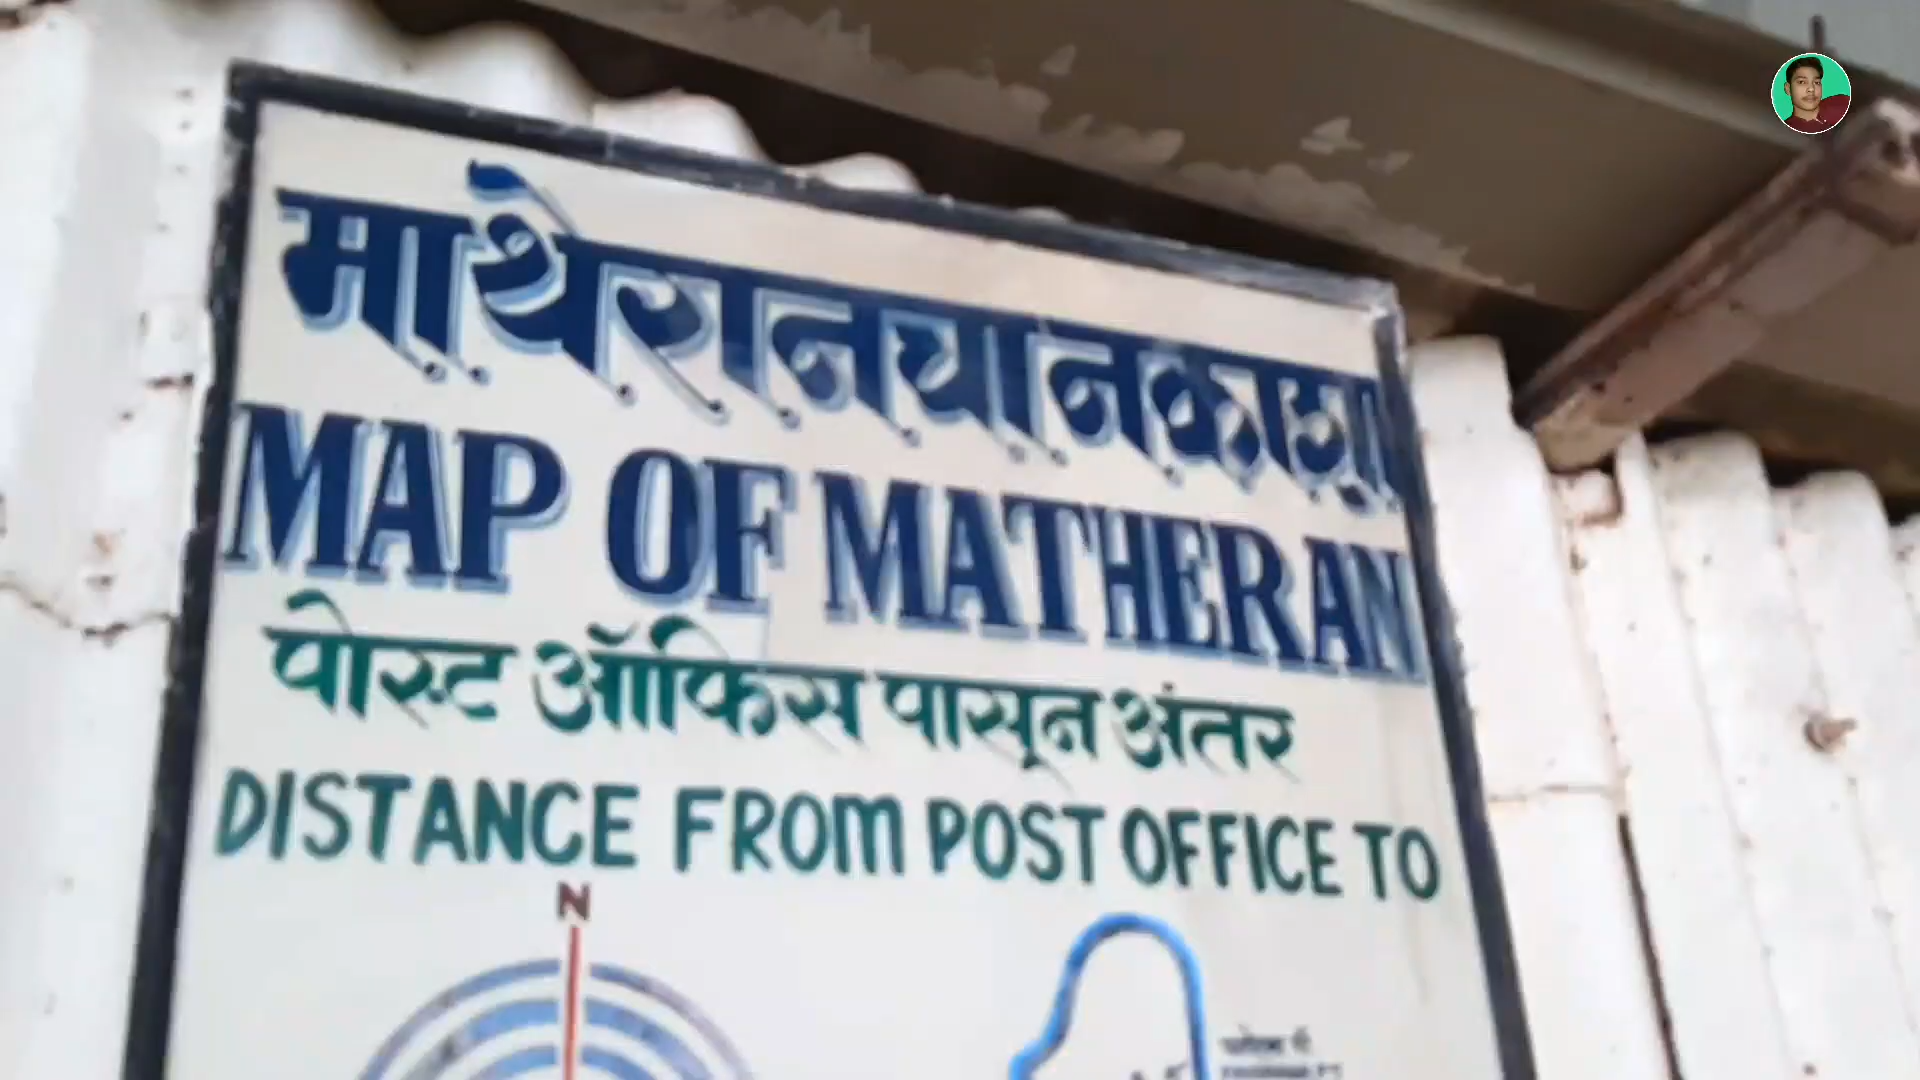 माथेरानचा नकाशा
MAP OF MATHERAN
पोस्ट ऑफिस पासून अंतर
DISTANCE FROM POST OFFICE TO
N